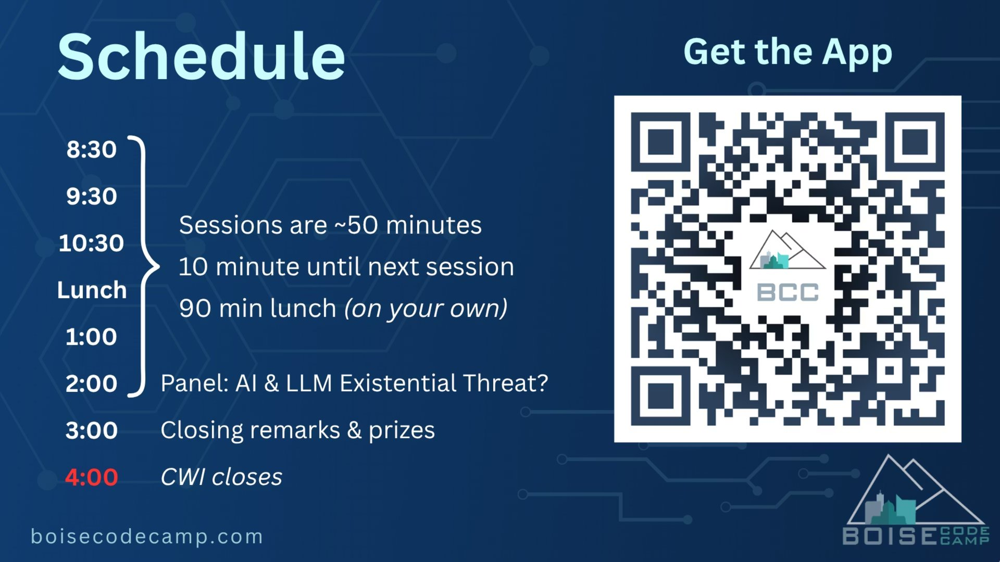 Schedule
8:30
9:30
10:30
Lunch
1:00
2:00
3:00
4:00
Sessions are ~50 minutes
10 minute until next session
90 min lunch (on your own)
Panel: AI & LLM Existential Threat?
Closing remarks & prizes
CWI closes
boisecodecamp.com
Get the App
BCC
BOISE CODE CAMP